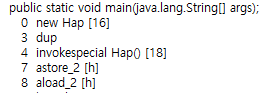 public static void main(java.lang.String[] args);
0 new Hap [16]
3 dup
4 invokespecial Hap() [18]
7 astore_2 [h]
8 aload_2 [h]